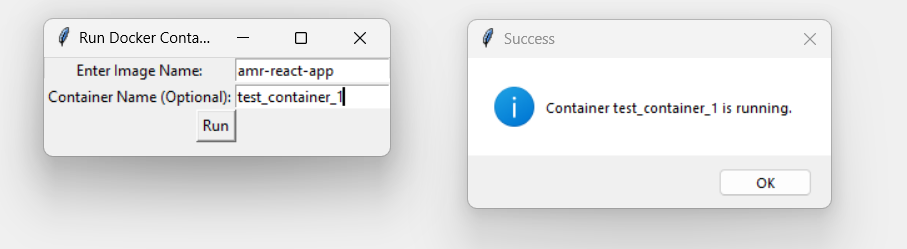 Run Docker Conta...
Enter Image Name: amr-react-app
Container Name (Optional): test_container_1
Run
Success
Container test_container_1 is running.
OK